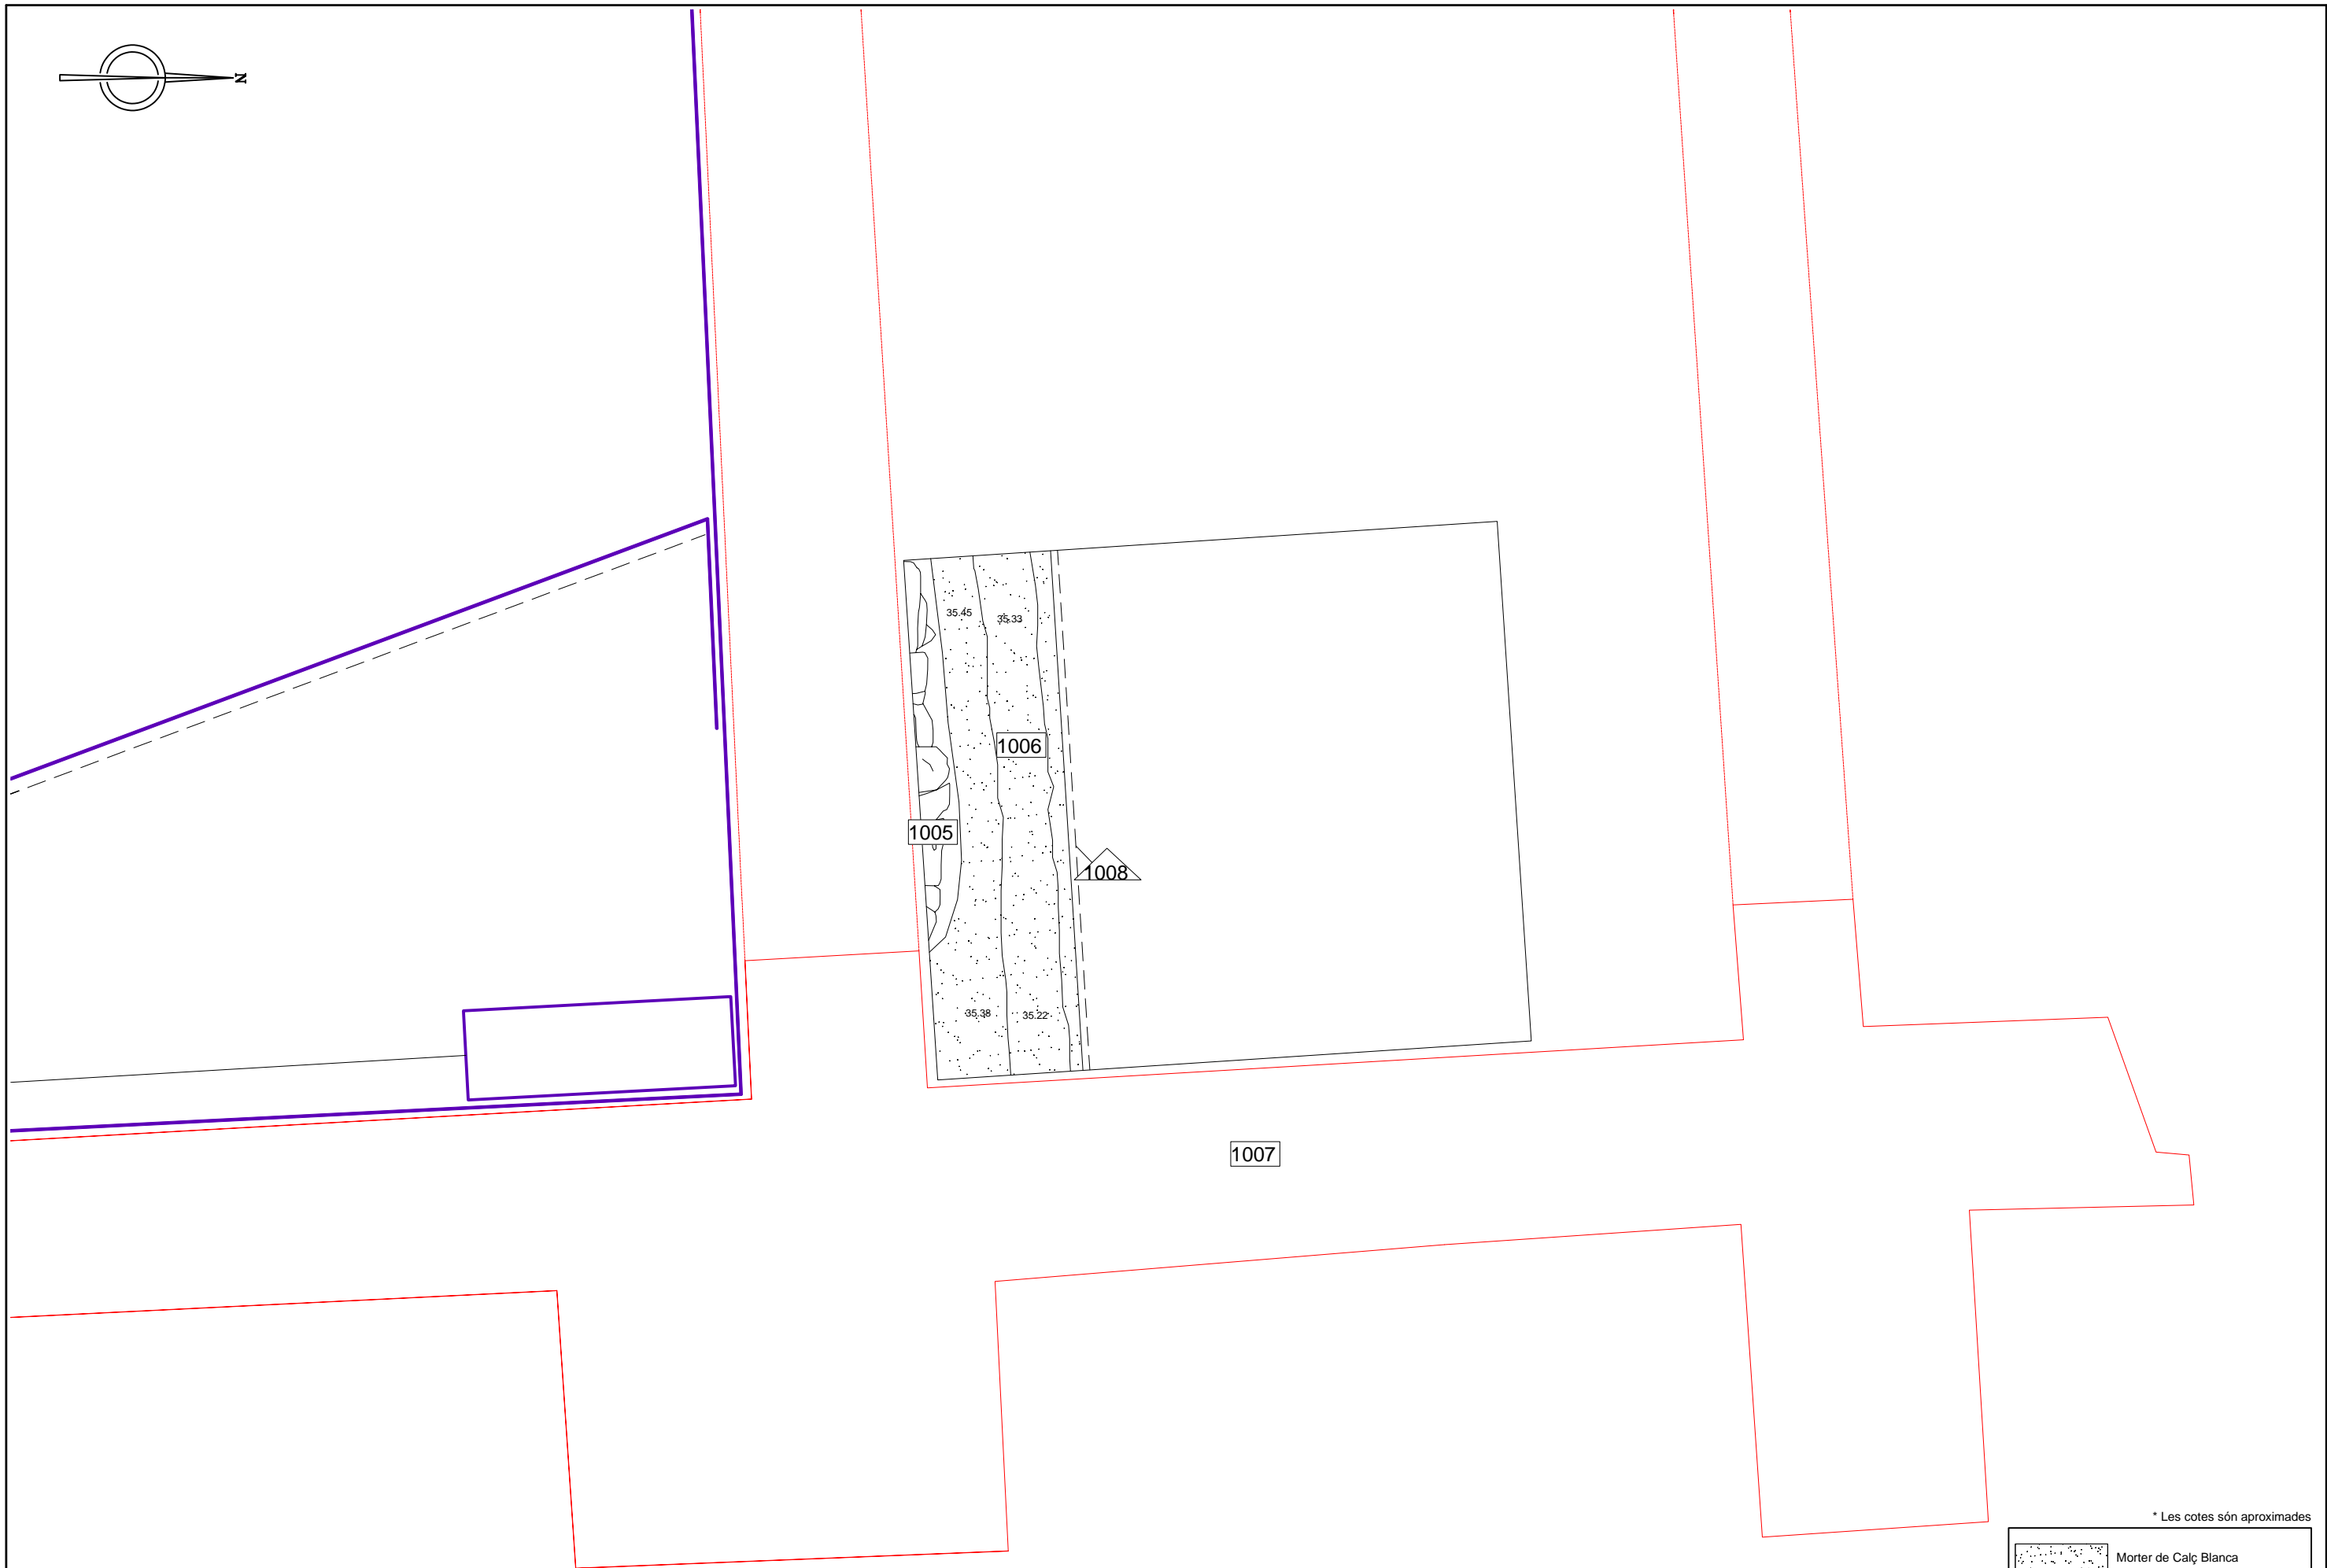 N
35.45
35.33
1006
1005
1008
35.38
35.22
1007
* Les cotes són aproximades
Morter de Calç Blanca